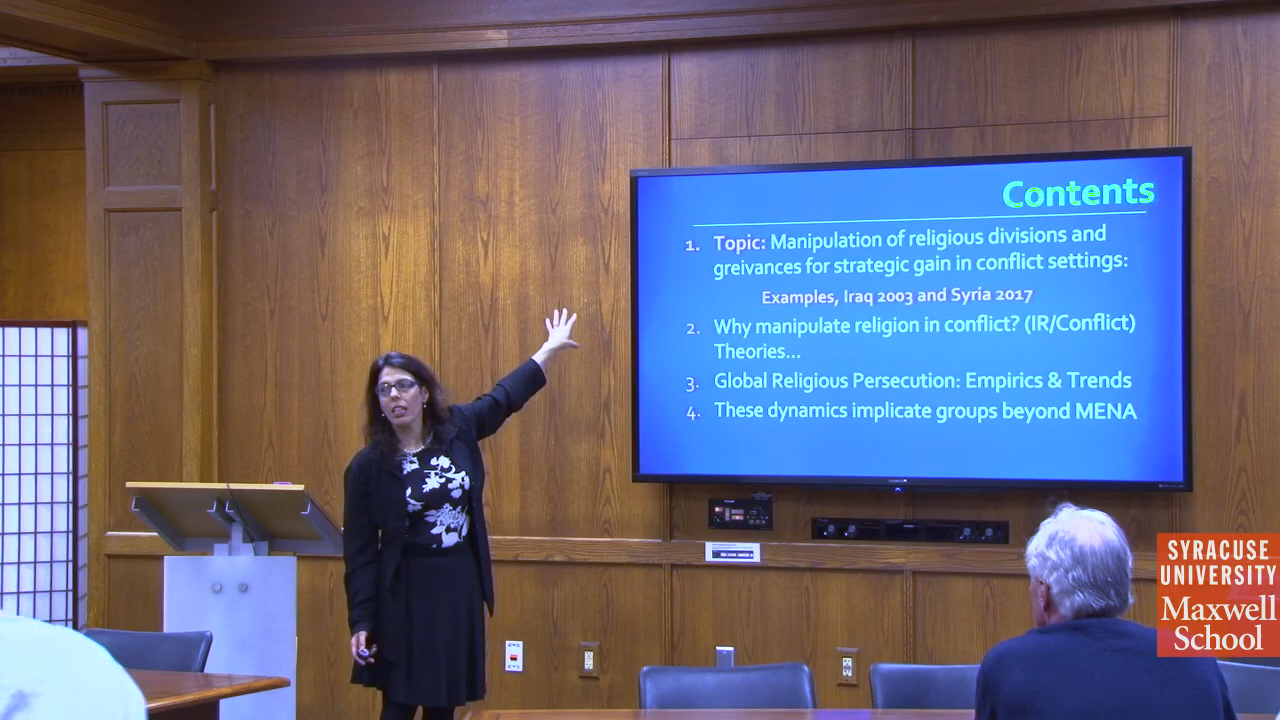 Contents
1. Topic: Manipulation of religious divisions and
greivances for strategic gain in conflict settings:
Examples, Iraq 2003 and Syria 2017
2. Why manipulate religion in conflict? (IR/Conflict)
Theories...
3. Global Religious Persecution: Empirics & Trends
4. These dynamics implicate groups beyond MENA
SYRACUSE
UNIVERSITY
Maxwell
School